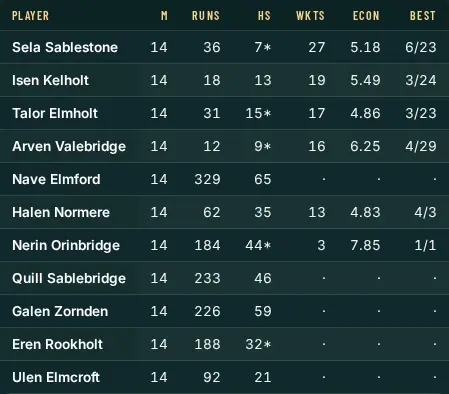 PLAYER M RUNS HS WKTS ECON BEST
Sela Sablestone 14 36 7* 27 5.18 6/23
Isen Kelholt 14 18 13 19 5.49 3/24
Talor Elmholt 14 31 15* 17 4.86 3/23
Arven Valebridge 14 12 9* 16 6.25 4/29
Nave Elmford 14 329 65 · · ·
Halen Normere 14 62 35 13 4.83 4/3
Nerin Orinbridge 14 184 44* 3 7.85 1/1
Quill Sablebridge 14 233 46 · · ·
Galen Zornden 14 226 59 · · ·
Eren Rookholt 14 188 32* · · ·
Ulen Elmcroft 14 92 21 · · ·